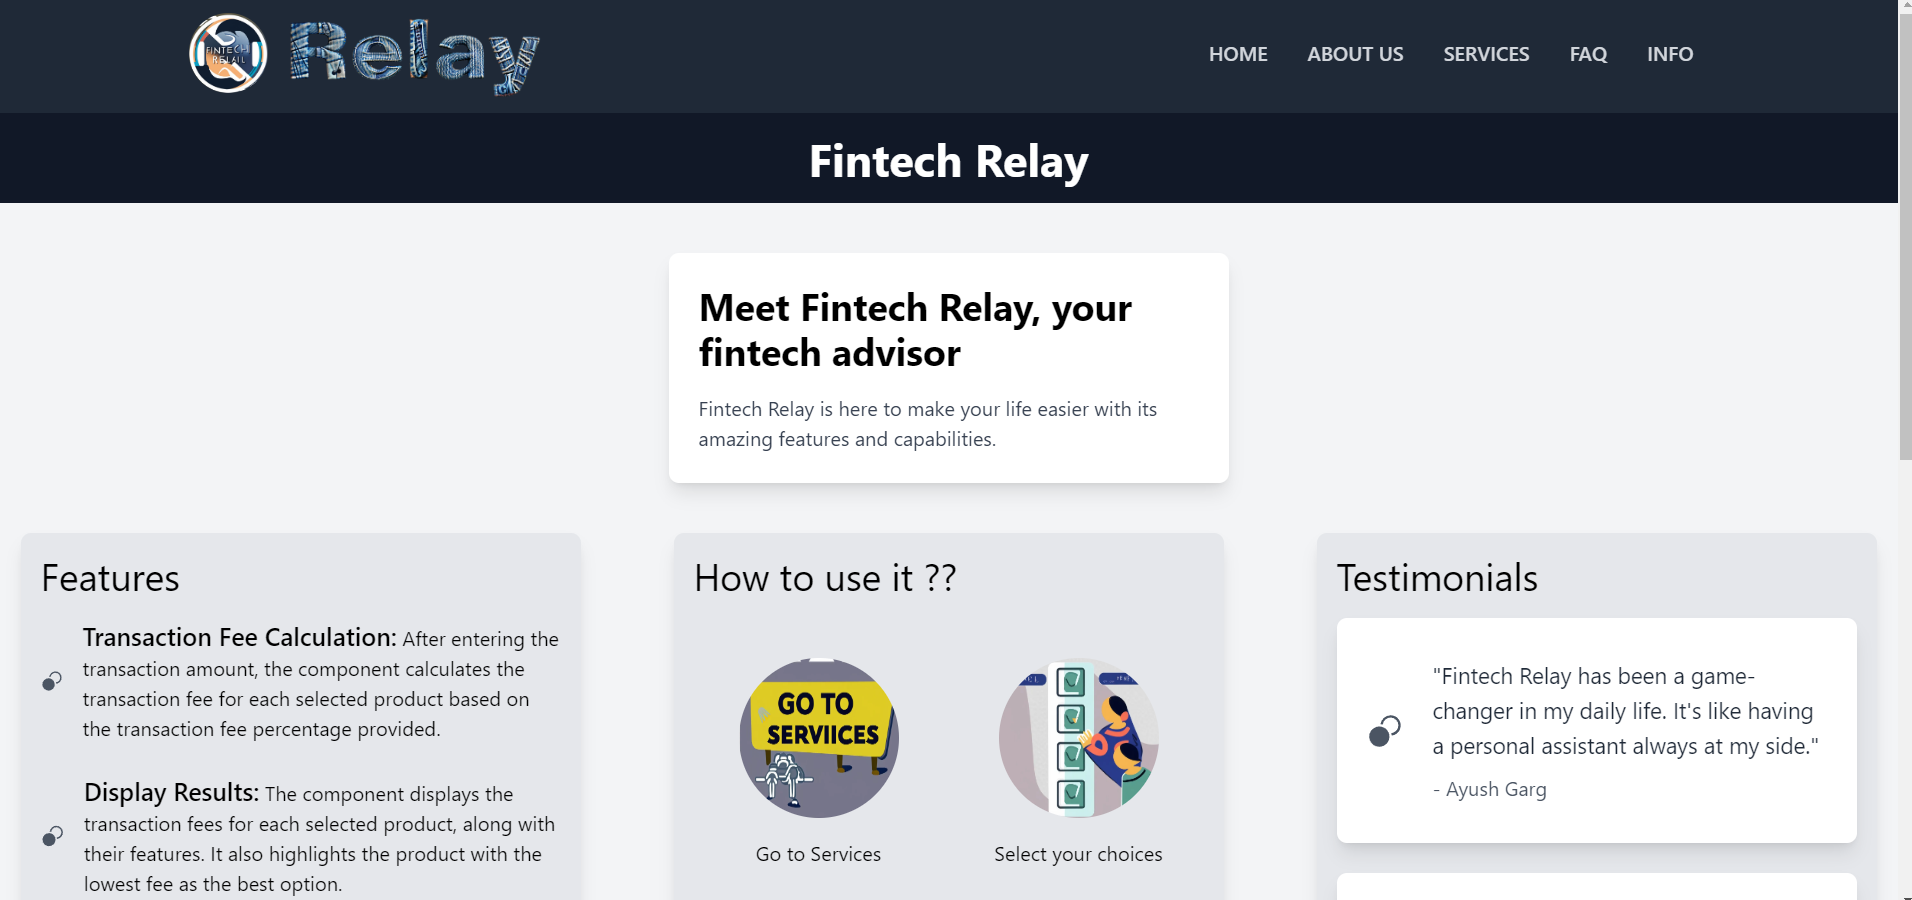 FINTECH
RELAIL
Relay
HOME ABOUT US SERVICES FAQ INFO
Fintech Relay
Meet Fintech Relay, your
fintech advisor
Fintech Relay is here to make your life easier with its
amazing features and capabilities.
Features
Transaction Fee Calculation: After entering the
transaction amount, the component calculates the
transaction fee for each selected product based on
the transaction fee percentage provided.
Display Results: The component displays the
transaction fees for each selected product, along with
their features. It also highlights the product with the
lowest fee as the best option.
How to use it ??
GO TO
SERVIICES
Go to Services
Select your choices
Testimonials
"Fintech Relay has been a game-
changer in my daily life. It's like having
a personal assistant always at my side."
- Ayush Garg